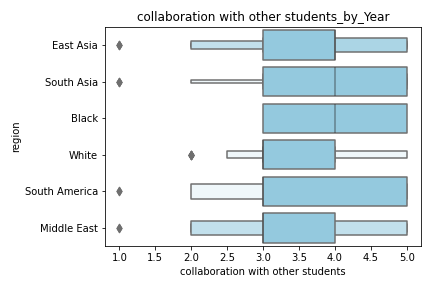 collaboration with other students_by_Year
East Asia
South Asia
Black
White
South America
Middle East
region
1.0 1.5 2.0 2.5 3.0 3.5 4.0 4.5 5.0
collaboration with other students